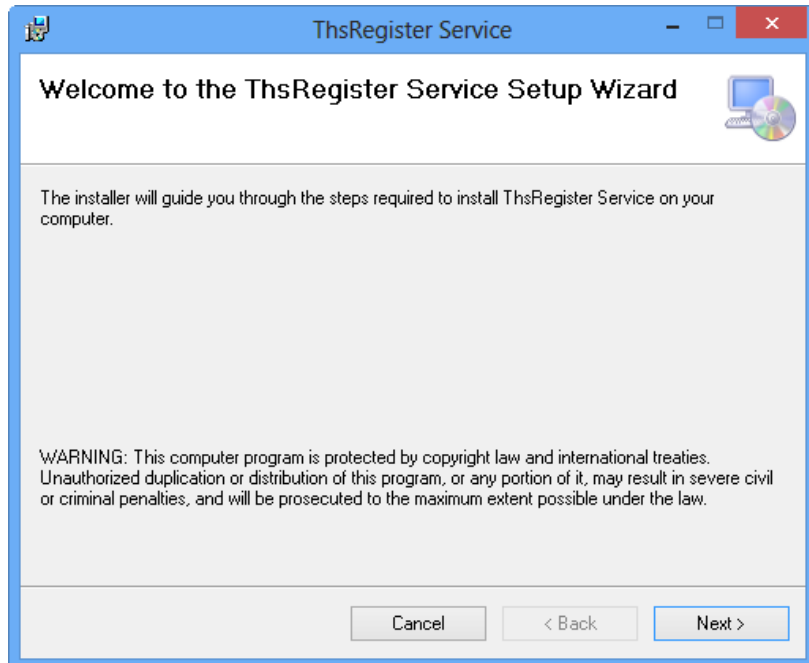 ThsRegister Service
Welcome to the ThsRegister Service Setup Wizard
The installer will guide you through the steps required to install ThsRegister Service on your
computer.
WARNING: This computer program is protected by copyright law and international treaties.
Unauthorized duplication or distribution of this program, or any portion of it, may result in severe civil
or criminal penalties, and will be prosecuted to the maximum extent possible under the law.
Cancel
< Back
Next >